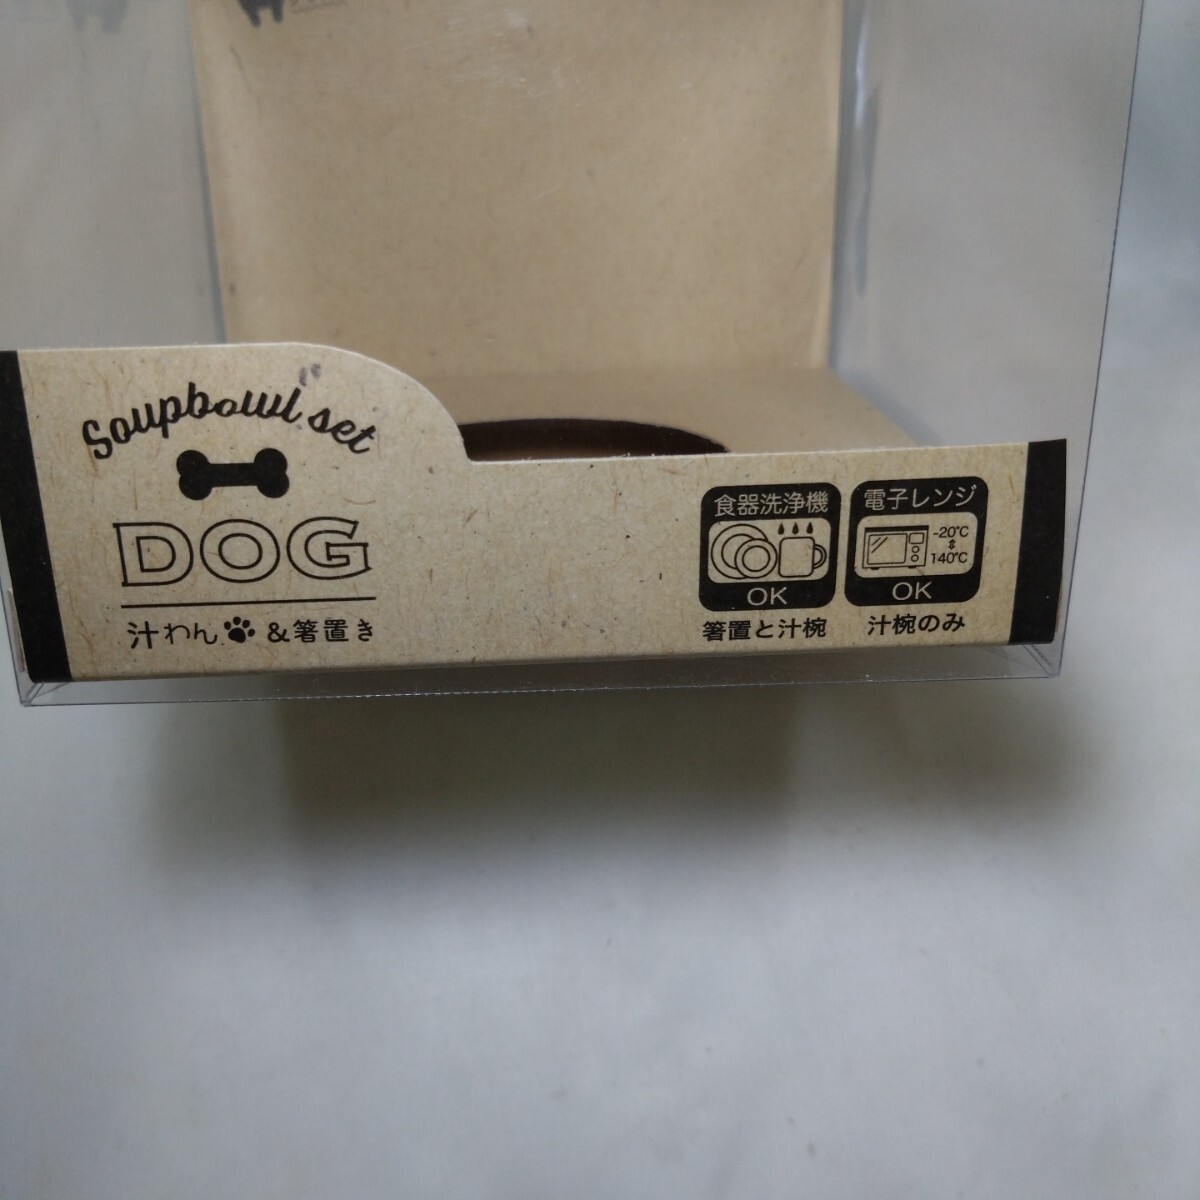 Soupbowl set
DOG
汁わん&箸置き
食器洗浄機
OK
箸置と汁椀
電子レンジ
-20℃
140℃
OK
汁椀のみ